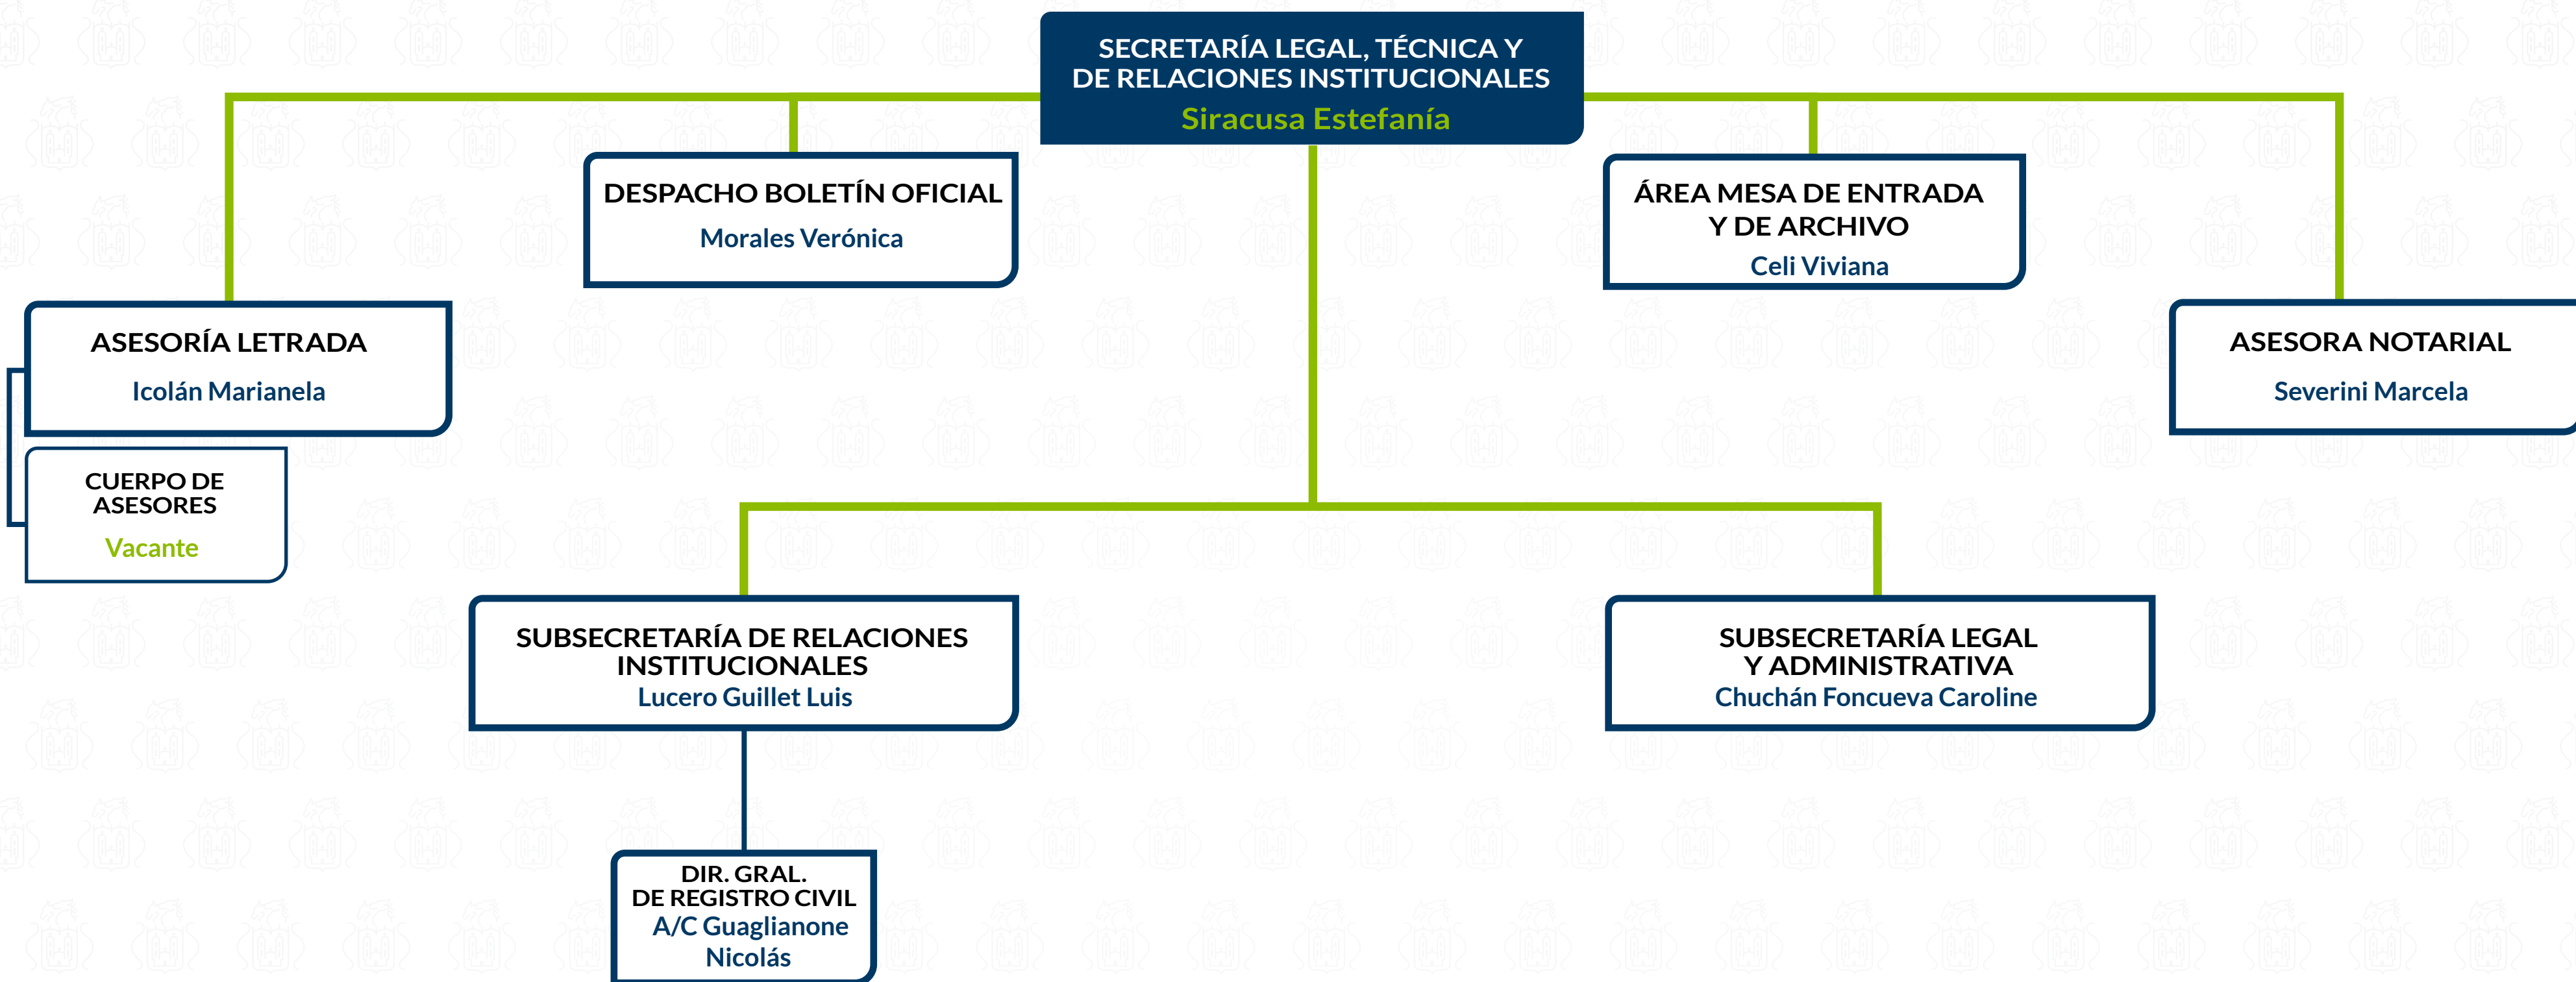 SECRETARÍA LEGAL, TÉCNICA Y
DE RELACIONES INSTITUCIONALES
Siracusa Estefanía
DESPACHO BOLETÍN OFICIAL
Morales Verónica
ÁREA MESA DE ENTRADA
Y DE ARCHIVO
Celi Viviana
ASESORÍA LETRADA
Icolán Marianela
ASESORA NOTARIAL
Severini Marcela
CUERPO DE
ASESORES
Vacante
SUBSECRETARÍA DE RELACIONES
INSTITUCIONALES
Lucero Guillet Luis
SUBSECRETARÍA LEGAL
Y ADMINISTRATIVA
Chuchán Foncueva Caroline
DIR. GRAL.
DE REGISTRO CIVIL
A/C Guaglianone
Nicolás